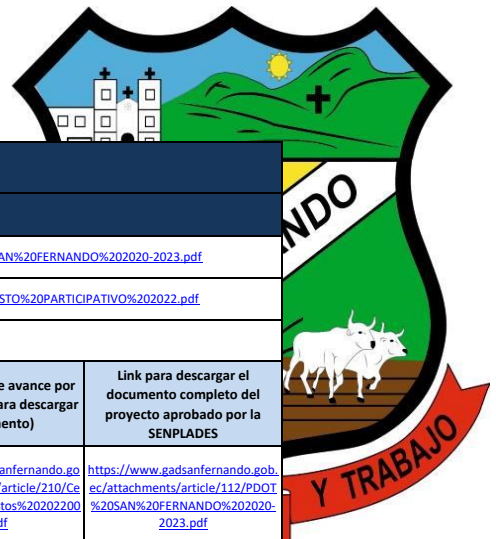 NDO
AN%20FERNANDO%202020-2023.pdf
STO%20PARTICIPATIVO%202022.pdf
e avance por
ara descargar
mento)
Link para descargar el
documento completo del
proyecto aprobado por la
SENPLADES
anfernando.go
/article/210/Ce
tos%20202200
df
https://www.gadsanfernando.gob.
ec/attachments/article/112/PDOT
%20SAN%20FERNANDO%202020-
2023.pdf
Y TRABAJO